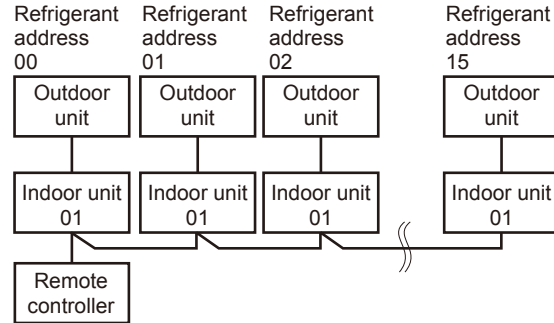 Refrigerant
address
00
Refrigerant
address
01
Refrigerant
address
02
Refrigerant
address
15
Outdoor
unit
Outdoor
unit
Outdoor
unit
Outdoor
unit
Indoor unit
01
Indoor unit
01
Indoor unit
01
Indoor unit
01
Remote
controller